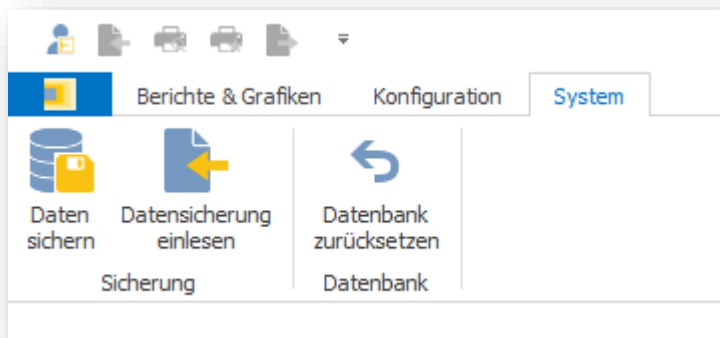 Berichte & Grafiken Konfiguration System
Daten sichern
Datensicherung einlesen
Datenbank zurücksetzen
Sicherung Datenbank